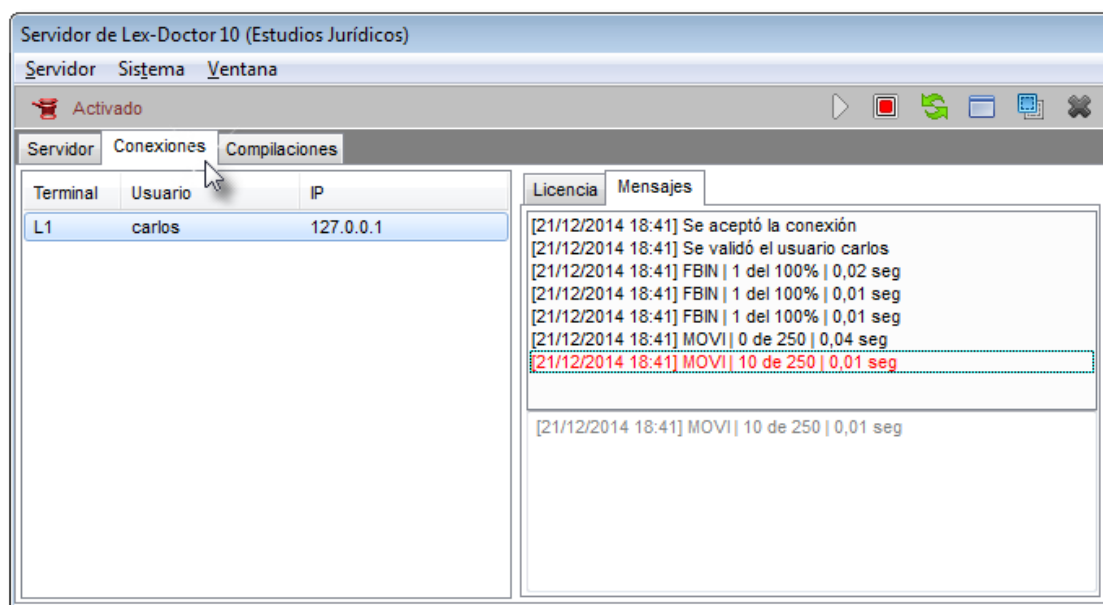 Servidor de Lex-Doctor 10 (Estudios Jurídicos)
Servidor Sistema Ventana
Activado
Servidor Conexiones Compilaciones
Terminal Usuario IP
L1 carlos 127.0.0.1
Licencia Mensajes
[21/12/2014 18:41] Se aceptó la conexión
[21/12/2014 18:41] Se validó el usuario carlos
[21/12/2014 18:41] FBIN | 1 del 100% | 0,02 seg
[21/12/2014 18:41] FBIN | 1 del 100% | 0,01 seg
[21/12/2014 18:41] FBIN | 1 del 100% | 0,01 seg
[21/12/2014 18:41] MOVI | 0 de 250 | 0,04 seg
[21/12/2014 18:41] MOVI | 10 de 250 | 0,01 seg
[21/12/2014 18:41] MOVI | 10 de 250 | 0,01 seg